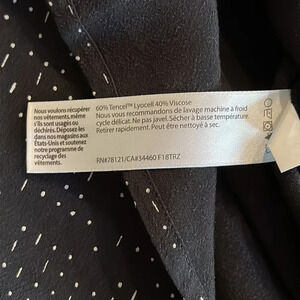 Nous voulons récupérer
nos vêtements, même
s'ils sont usagés ou
déchirés. Déposez-les
dans nos magasins aux
États-Unis et soutenez
notre programme de
recyclage des
vêtements.
60% Tencel™ Lyocell 40% Viscose
Nous vous recommandons de lavage machine à froid
cycle délicat. Ne pas javel. Sécher à basse température.
Retirer rapidement. Peut être nettoyé à sec.
RN#78121/CA#34460 F18TRZ